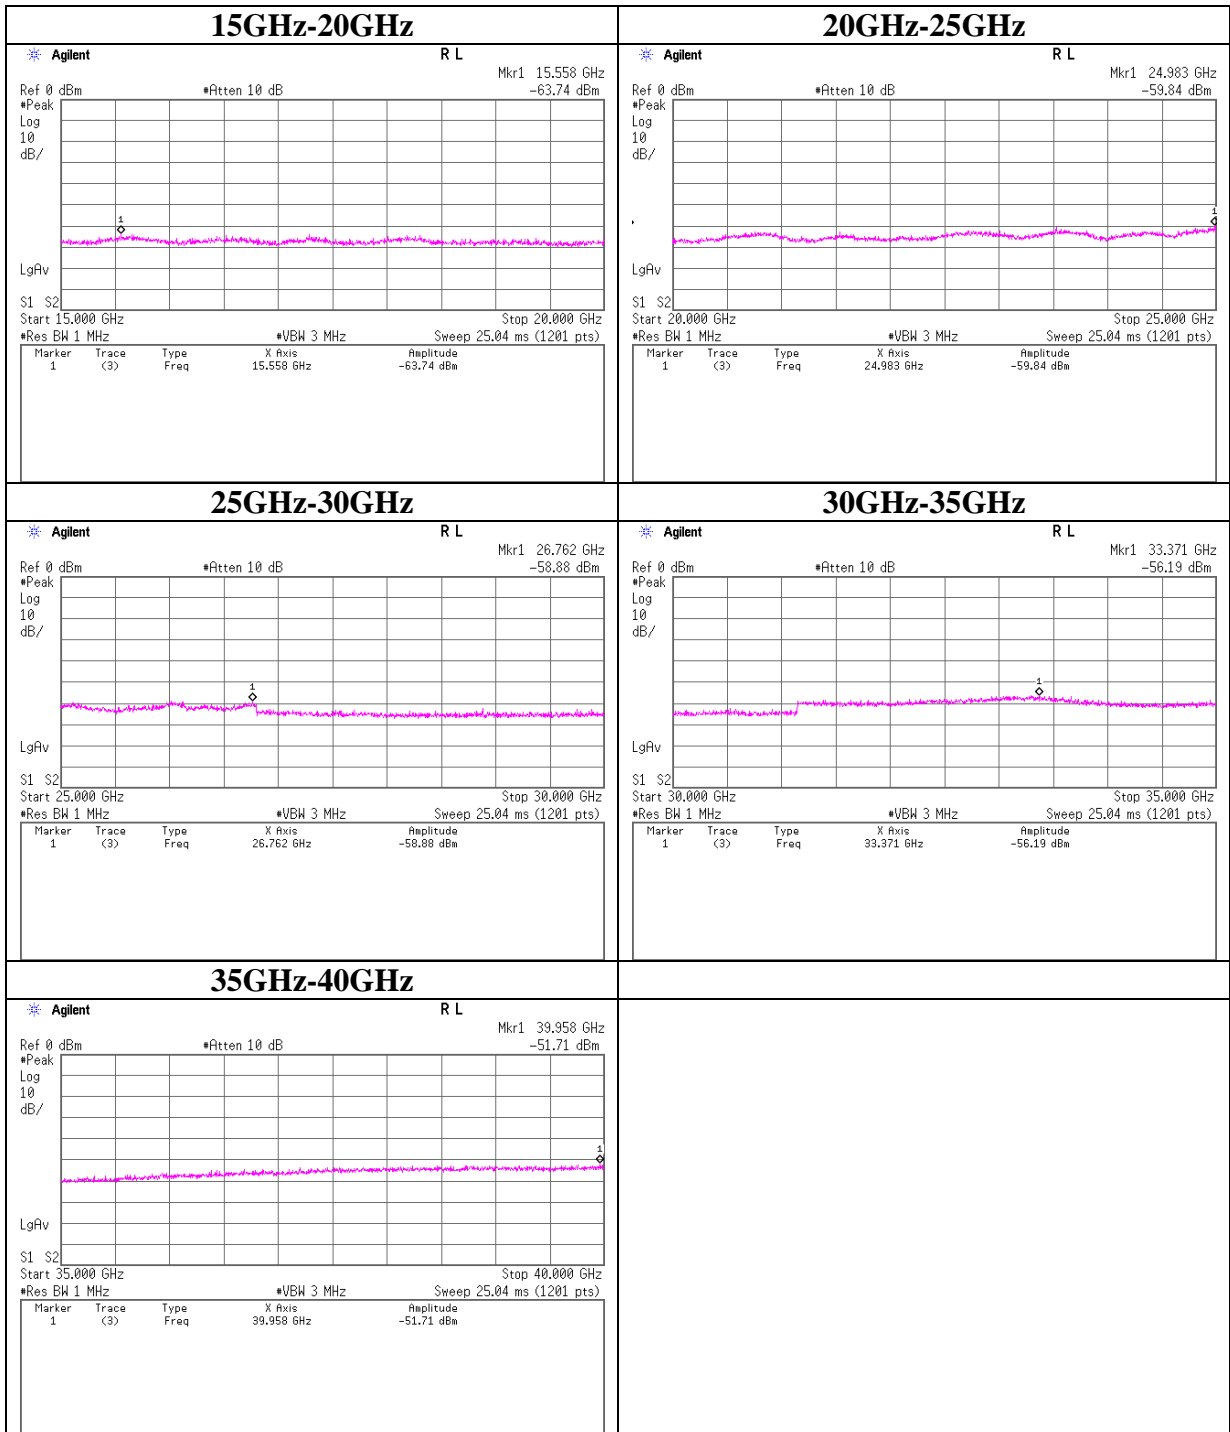 15GHz-20GHz
Agilent R L
Mkr1 15.558 GHz
Ref 0 dBm #Atten 10 dB -63.74 dBm
#Peak
Log
10
dB/
1
LgAv
S1 S2
Start 15.000 GHz Stop 20.000 GHz
#Res BW 1 MHz #VBW 3 MHz Sweep 25.04 ms (1201 pts)
Marker Trace Type X Axis Amplitude
1 (3) Freq 15.558 GHz -63.74 dBm
20GHz-25GHz
Agilent R L
Mkr1 24.983 GHz
Ref 0 dBm #Atten 10 dB -59.84 dBm
#Peak
Log
10
dB/
1
LgAv
S1 S2
Start 20.000 GHz Stop 25.000 GHz
#Res BW 1 MHz #VBW 3 MHz Sweep 25.04 ms (1201 pts)
Marker Trace Type X Axis Amplitude
1 (3) Freq 24.983 GHz -59.84 dBm
25GHz-30GHz
Agilent R L
Mkr1 26.762 GHz
Ref 0 dBm #Atten 10 dB -58.88 dBm
#Peak
Log
10
dB/
1
LgAv
S1 S2
Start 25.000 GHz Stop 30.000 GHz
#Res BW 1 MHz #VBW 3 MHz Sweep 25.04 ms (1201 pts)
Marker Trace Type X Axis Amplitude
1 (3) Freq 26.762 GHz -58.88 dBm
30GHz-35GHz
Agilent R L
Mkr1 33.371 GHz
Ref 0 dBm #Atten 10 dB -56.19 dBm
#Peak
Log
10
dB/
1
LgAv
S1 S2
Start 30.000 GHz Stop 35.000 GHz
#Res BW 1 MHz #VBW 3 MHz Sweep 25.04 ms (1201 pts)
Marker Trace Type X Axis Amplitude
1 (3) Freq 33.371 GHz -56.19 dBm
35GHz-40GHz
Agilent R L
Mkr1 39.958 GHz
Ref 0 dBm #Atten 10 dB -51.71 dBm
#Peak
Log
10
dB/
1
LgAv
S1 S2
Start 35.000 GHz Stop 40.000 GHz
#Res BW 1 MHz #VBW 3 MHz Sweep 25.04 ms (1201 pts)
Marker Trace Type X Axis Amplitude
1 (3) Freq 39.958 GHz -51.71 dBm